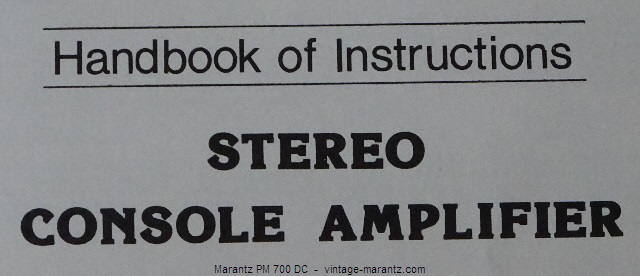 Handbook of Instructions
STEREO
CONSOLE AMPLIFIER
Marantz PM 700 DC - vintage-marantz.com